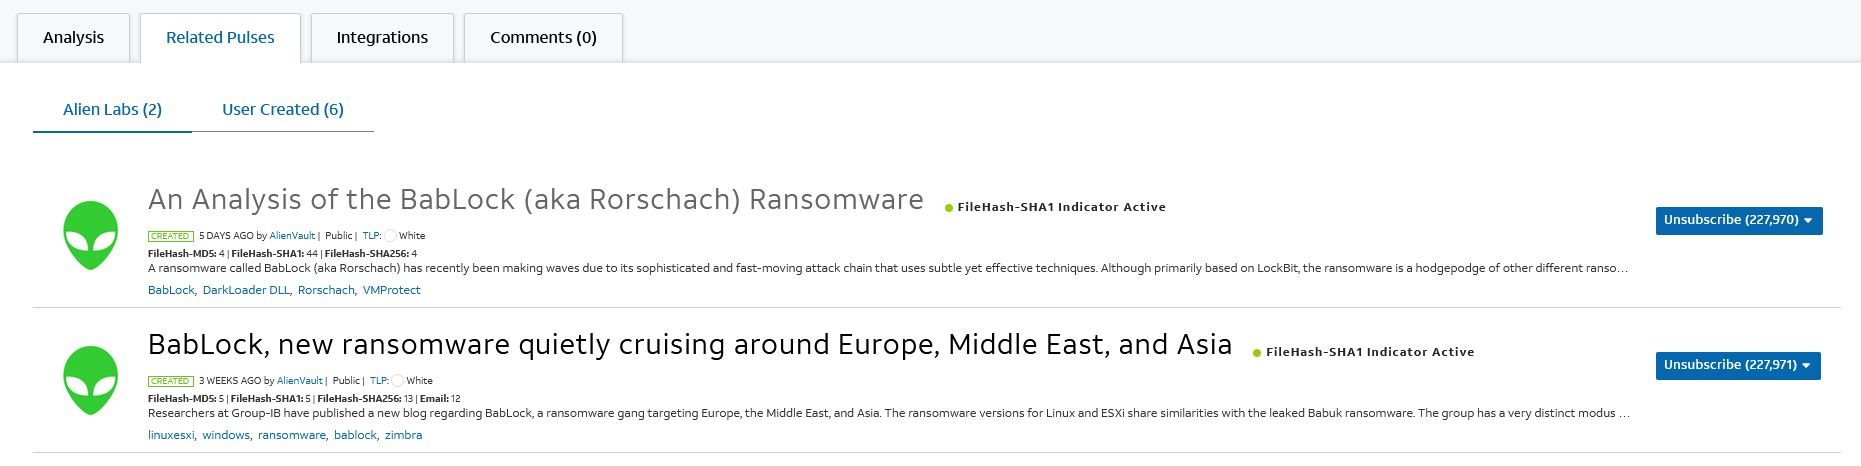 Analysis Related Pulses Integrations Comments (0)
Alien Labs (2) User Created (6)
An Analysis of the BabLock (aka Rorschach) Ransomware FileHash-SHA1 Indicator Active
Unsubscribe (227,970)
CREATED 5 DAYS AGO by AlienVault | Public | TLP: White
FileHash-MD5: 4 | FileHash-SHA1: 44 | FileHash-SHA256: 4
A ransomware called BabLock (aka Rorschach) has recently been making waves due to its sophisticated and fast-moving attack chain that uses subtle yet effective techniques. Although primarily based on LockBit, the ransomware is a hodgepodge of other different ranso…
BabLock, DarkLoader DLL, Rorschach, VMProtect
BabLock, new ransomware quietly cruising around Europe, Middle East, and Asia FileHash-SHA1 Indicator Active
Unsubscribe (227,971)
CREATED 3 WEEKS AGO by AlienVault | Public | TLP: White
FileHash-MD5: 5 | FileHash-SHA1: 5 | FileHash-SHA256: 13 | Email: 12
Researchers at Group-IB have published a new blog regarding BabLock, a ransomware gang targeting Europe, the Middle East, and Asia. The ransomware versions for Linux and ESXi share similarities with the leaked Babuk ransomware. The group has a very distinct modus …
linuxesxi, windows, ransomware, bablock, zimbra